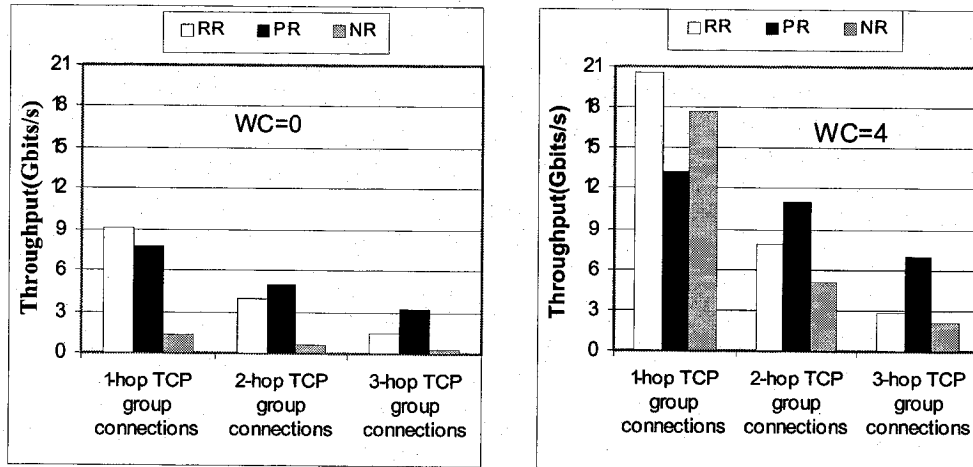 RR PR NR
Throughput(Gbits/s)
21
18
15
12
9
6
3
0
WC=0
1-hop TCP group connections
2-hop TCP group connections
3-hop TCP group connections
RR PR NR
Throughput(Gbits/s)
21
18
15
12
9
6
3
0
WC=4
1-hop TCP group connections
2-hop TCP group connections
3-hop TCP group connections